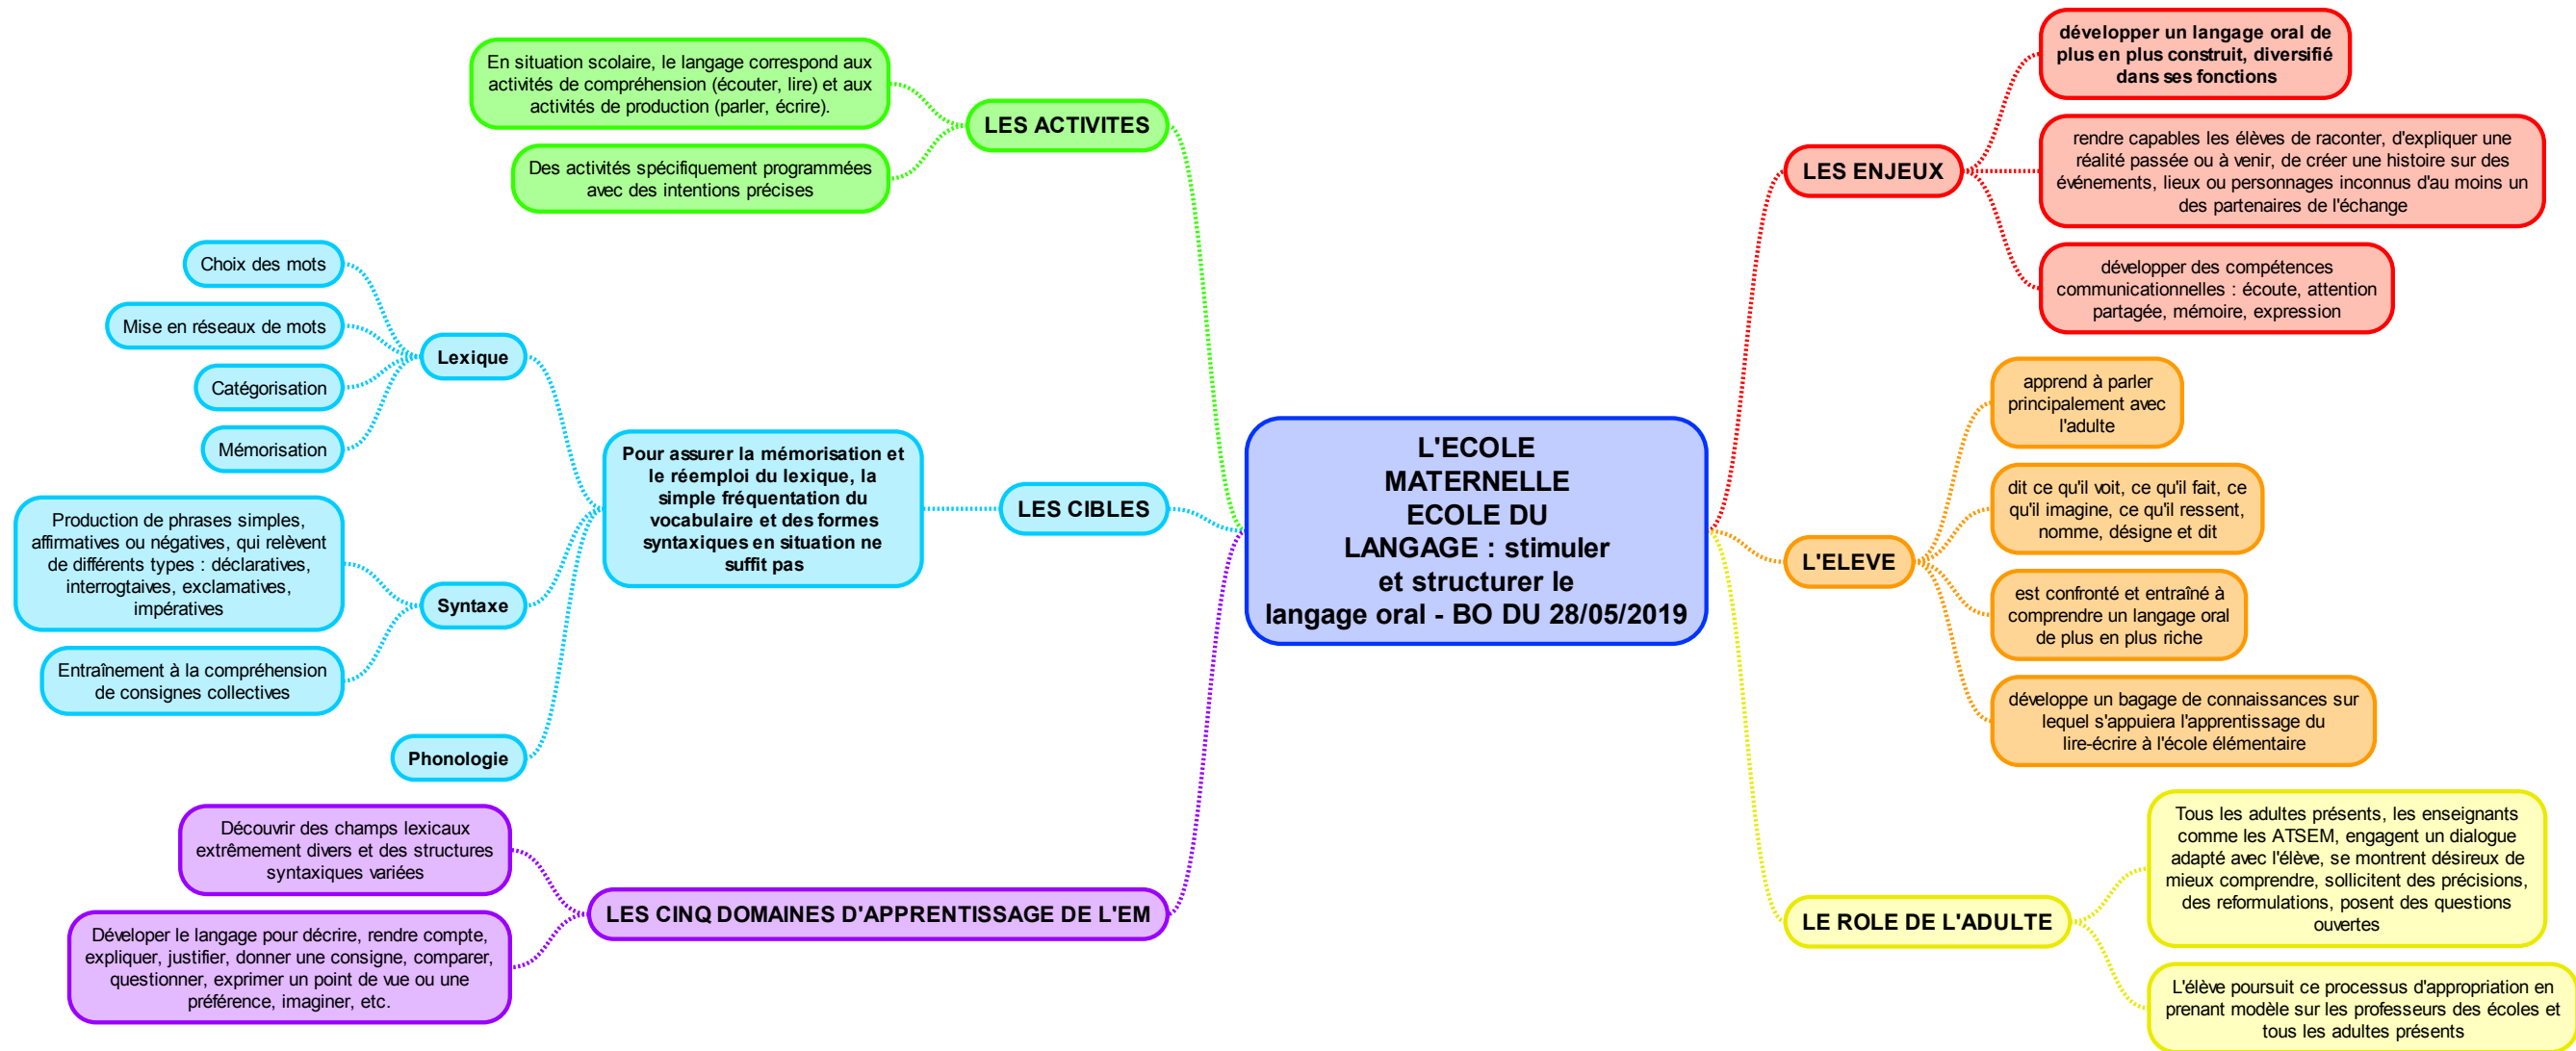 L'ECOLE
MATERNELLE
ECOLE DU
LANGAGE : stimuler
et structurer le
langage oral - BO DU 28/05/2019
LES ENJEUX
développer un langage oral de
plus en plus construit, diversifié
dans ses fonctions
rendre capables les élèves de raconter, d'expliquer une
réalité passée ou à venir, de créer une histoire sur des
événements, lieux ou personnages inconnus d'au moins un
des partenaires de l'échange
développer des compétences
communicationnelles : écoute, attention
partagée, mémoire, expression
L'ELEVE
apprend à parler
principalement avec
l'adulte
dit ce qu'il voit, ce qu'il fait, ce
qu'il imagine, ce qu'il ressent,
nomme, désigne et dit
est confronté et entraîné à
comprendre un langage oral
de plus en plus riche
développe un bagage de connaissances sur
lequel s'appuiera l'apprentissage du
lire-écrire à l'école élémentaire
LE ROLE DE L'ADULTE
Tous les adultes présents, les enseignants
comme les ATSEM, engagent un dialogue
adapté avec l'élève, se montrent désireux de
mieux comprendre, sollicitent des précisions,
des reformulations, posent des questions
ouvertes
L'élève poursuit ce processus d'appropriation en
prenant modèle sur les professeurs des écoles et
tous les adultes présents
LES ACTIVITES
En situation scolaire, le langage correspond aux
activités de compréhension (écouter, lire) et aux
activités de production (parler, écrire).
Des activités spécifiquement programmées
avec des intentions précises
LES CIBLES
Pour assurer la mémorisation et
le réemploi du lexique, la
simple fréquentation du
vocabulaire et des formes
syntaxiques en situation ne
suffit pas
Lexique
Choix des mots
Mise en réseaux de mots
Catégorisation
Mémorisation
Syntaxe
Production de phrases simples,
affirmatives ou négatives, qui relèvent
de différents types : déclaratives,
interrogtaives, exclamatives,
impératives
Entraînement à la compréhension
de consignes collectives
Phonologie
LES CINQ DOMAINES D'APPRENTISSAGE DE L'EM
Découvrir des champs lexicaux
extrêmement divers et des structures
syntaxiques variées
Déveloper le langage pour décrire, rendre compte,
expliquer, justifier, donner une consigne, comparer,
questionner, exprimer un point de vue ou une
préférence, imaginer, etc.